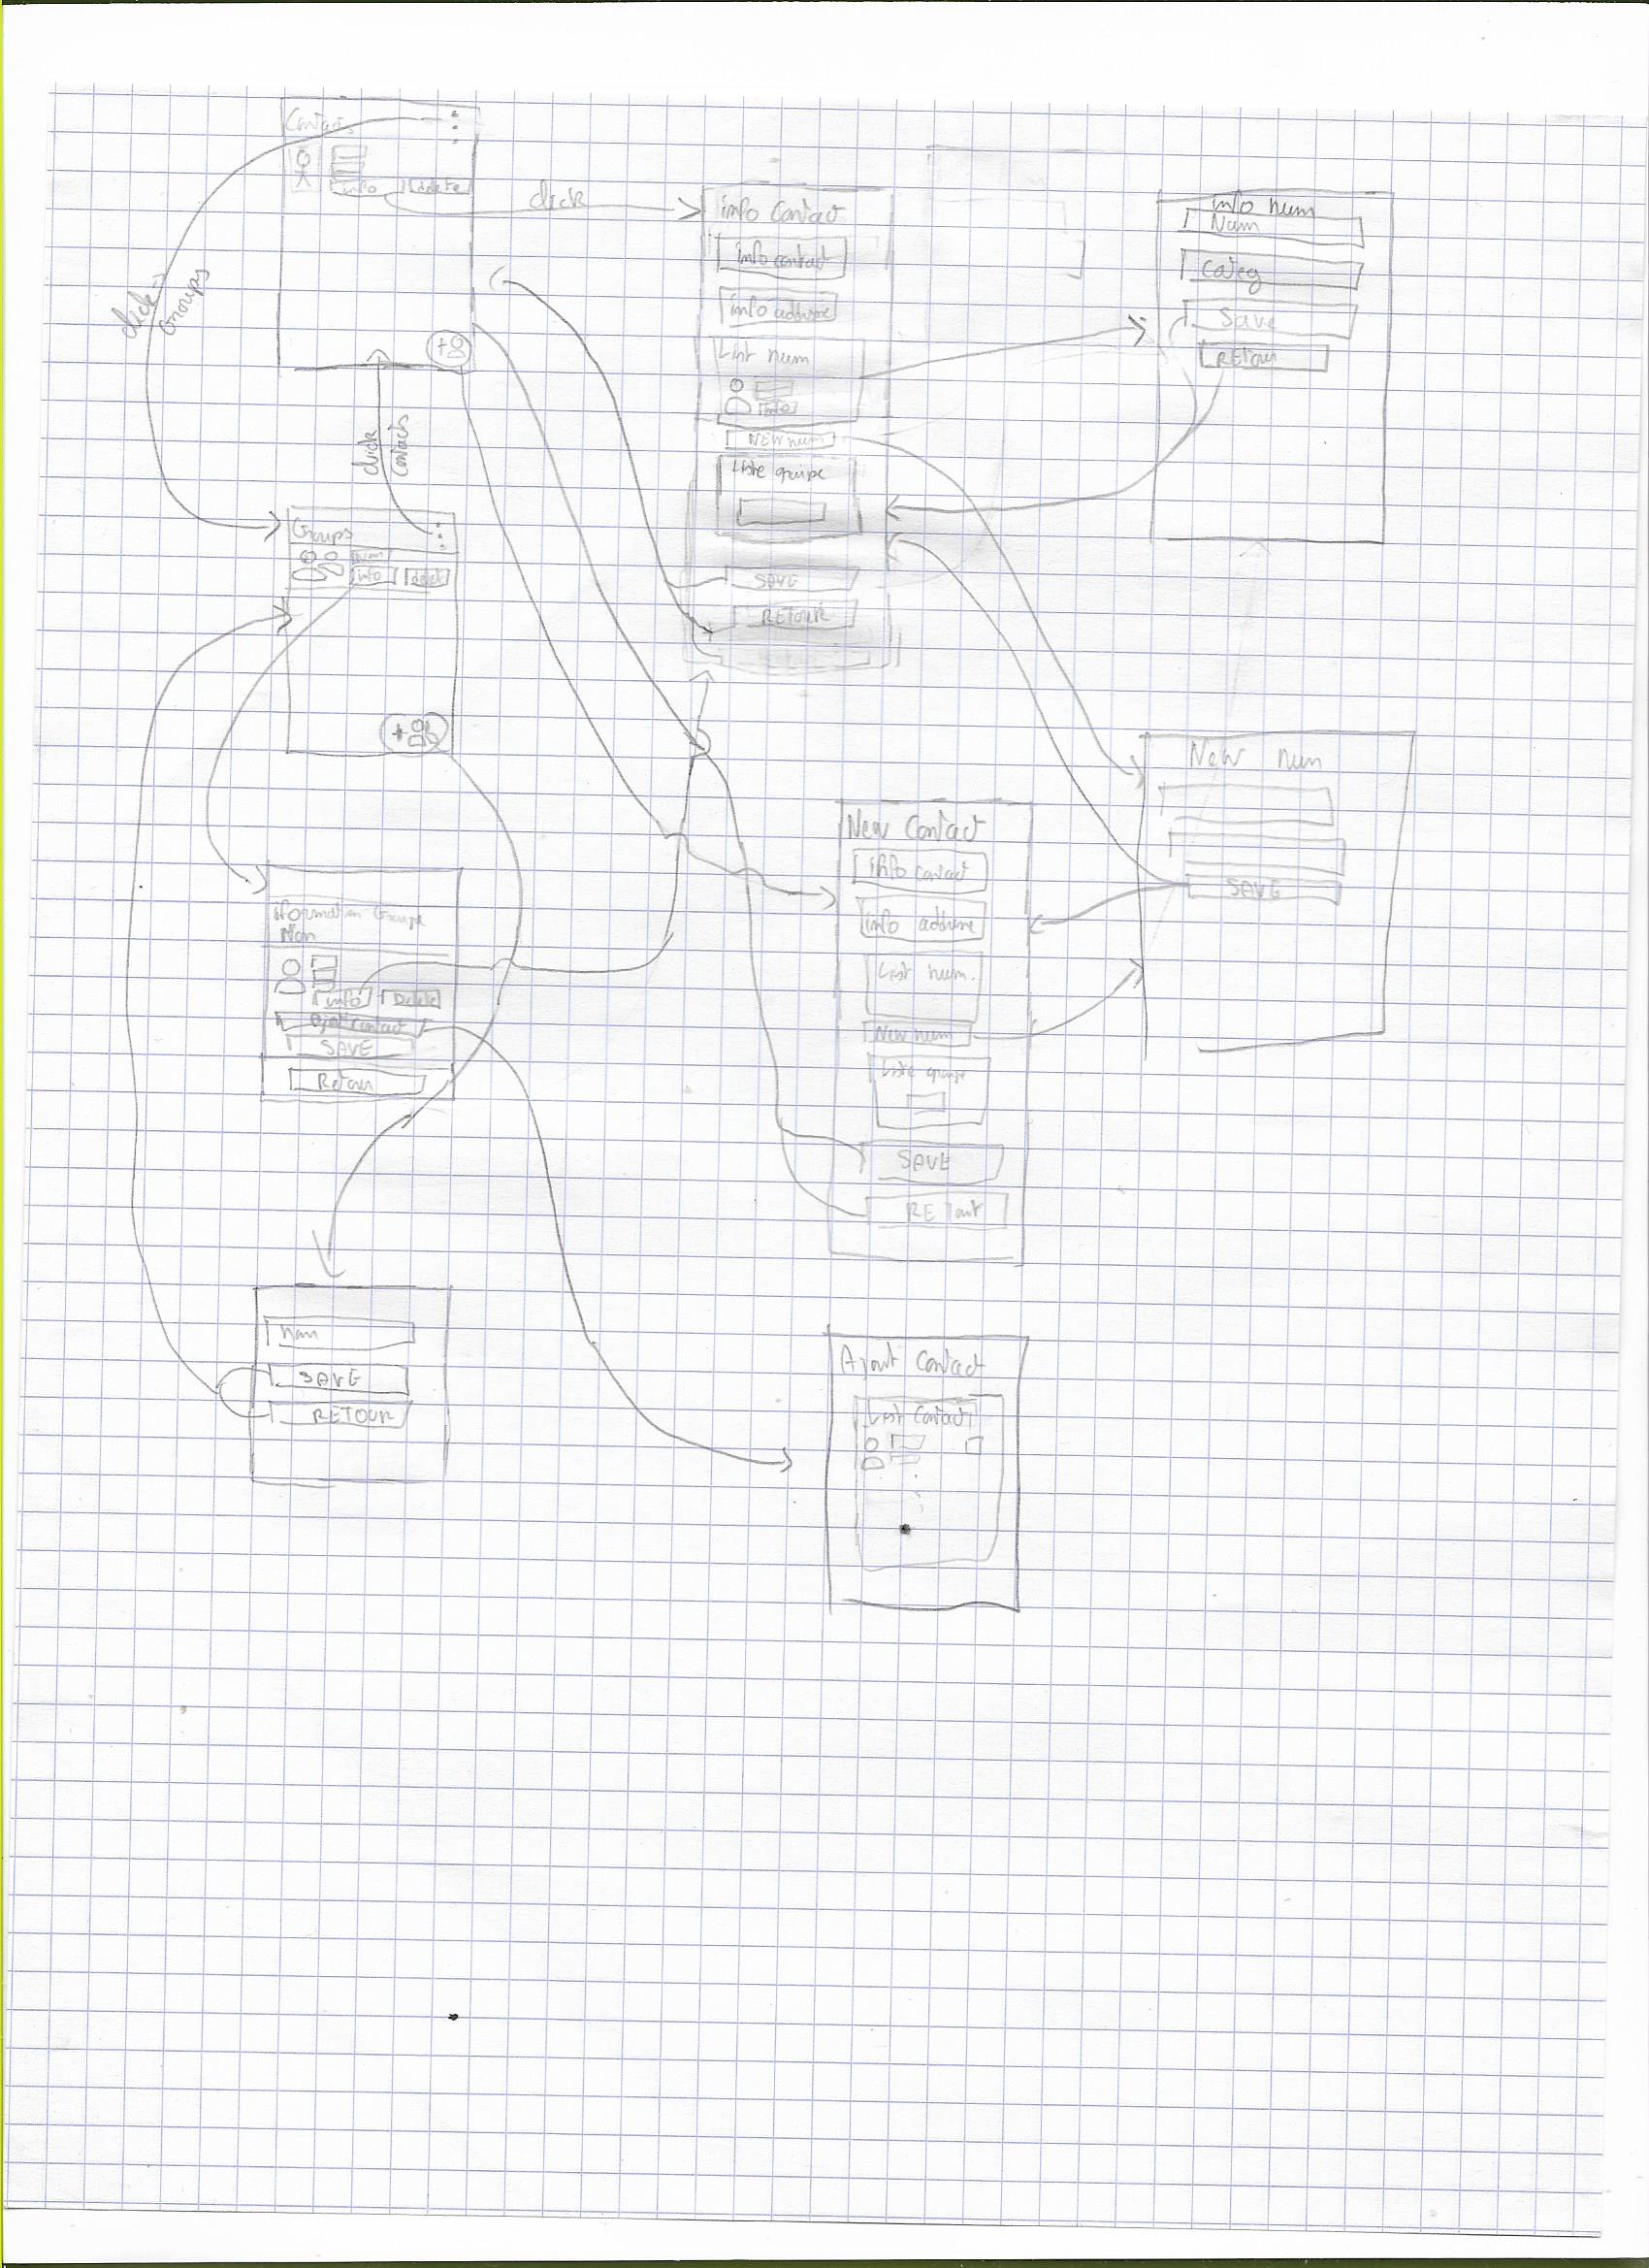 Contacts
info delete
click
click →
Groups
click
Contacts
info contact
info contact
info addresse
List num
info
NEW num
Liste groupe
SAVE
RETOUR
info num
Num
categ
Save
RETour
Groups
nom
info
New num
SAVE
New Contact
info contact
info addresse
List num.
New num
Liste groupe
SAVE
REtour
information Groupe
Nom
info Delete
Ajout contact
SAVE
Retour
Nom
SAVE
RETOUR
Ajout Contact
List contact